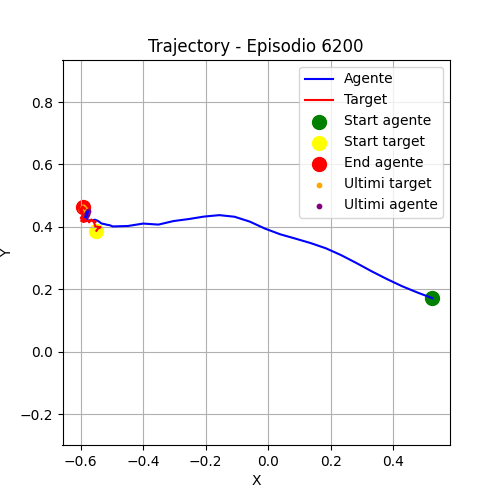 Trajectory - Episodio 6200
Agente
Target
Start agente
Start target
End agente
Ultimi target
Ultimi agente
0.8
0.6
0.4
0.2
0.0
−0.2
Y
−0.6
−0.4
−0.2
0.0
0.2
0.4
X